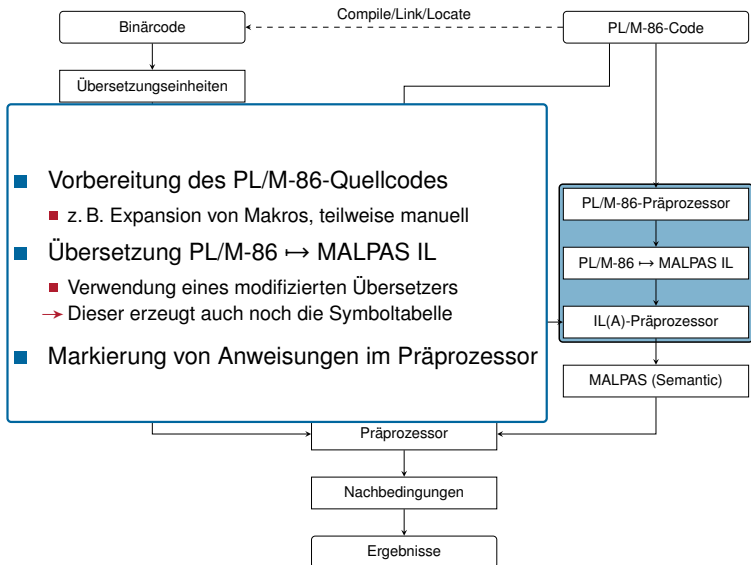 Compile/Link/Locate
Binärcode
PL/M-86-Code
Übersetzungseinheiten
Vorbereitung des PL/M-86-Quellcodes
z. B. Expansion von Makros, teilweise manuell
Übersetzung PL/M-86 ↦ MALPAS IL
Verwendung eines modifizierten Übersetzers
→ Dieser erzeugt auch noch die Symboltabelle
Markierung von Anweisungen im Präprozessor
PL/M-86-Präprozessor
PL/M-86 ↦ MALPAS IL
IL(A)-Präprozessor
MALPAS (Semantic)
Präprozessor
Nachbedingungen
Ergebnisse